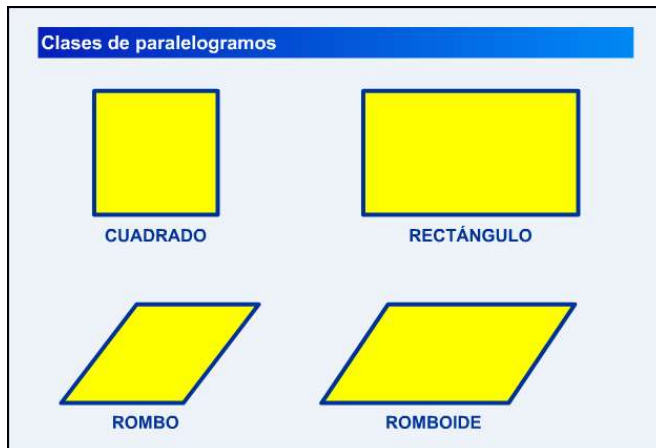 Clases de paralelogramos
CUADRADO
RECTÁNGULO
ROMBO
ROMBOIDE